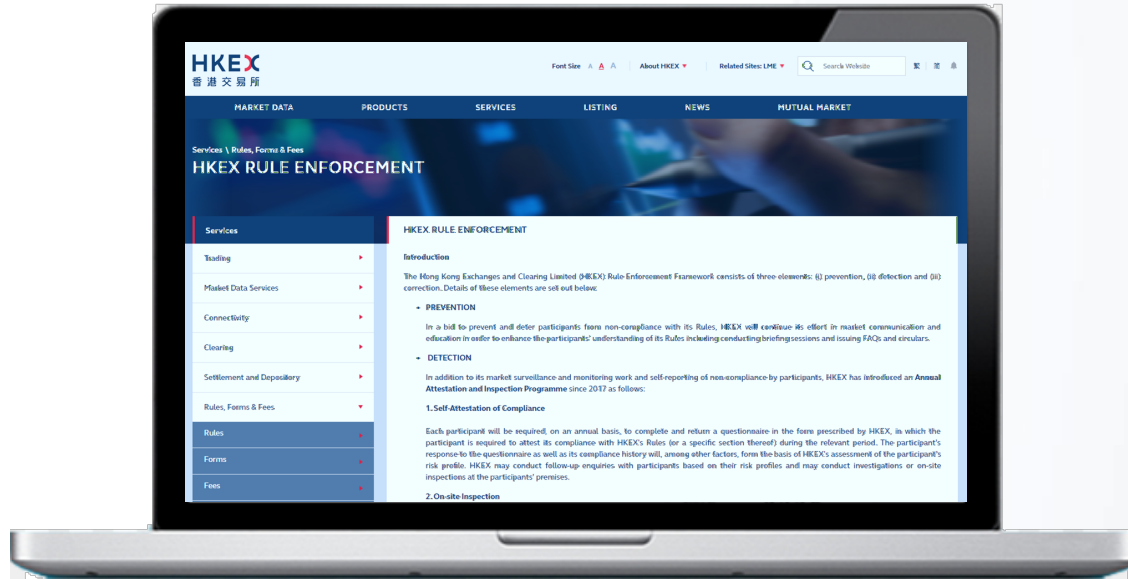 HKEX
香港交易所
Font Size A A A About HKEX Related Sites: LME Search Website 繁 简
MARKET DATA PRODUCTS SERVICES LISTING NEWS MUTUAL MARKET
Services \ Rules, Forms & Fees
HKEX RULE ENFORCEMENT
Services
Trading
Market Data Services
Connectivity
Clearing
Settlement and Depository
Rules, Forms & Fees
Rules
Forms
Fees
HKEX RULE ENFORCEMENT
Introduction
The Hong Kong Exchanges and Clearing Limited (HKEX) Rule Enforcement Framework consists of three elements: (i) prevention, (ii) detection and (iii)
correction. Details of these elements are set out below:
PREVENTION
In a bid to prevent and deter participants from non-compliance with its Rules, HKEX will continue its effort in market communication and
education in order to enhance the participants' understanding of its Rules including conducting briefing sessions and issuing FAQs and circulars.
DETECTION
In addition to its market surveillance and monitoring work and self-reporting of non-compliance by participants, HKEX has introduced an Annual
Attestation and Inspection Programme since 2017 as follows:
1. Self-Attestation of Compliance
Each participant will be required, on an annual basis, to complete and return a questionnaire in the form prescribed by HKEX, in which the
participant is required to attest its compliance with HKEX's Rules (or a specific section thereof) during the relevant period. The participant's
response to the questionnaire as well as its compliance history will, among other factors, form the basis of HKEX's assessment of the participant's
risk profile. HKEX may conduct follow-up enquiries with participants based on their risk profiles and may conduct investigations or on-site
inspections at the participants' premises.
2. On-site Inspection